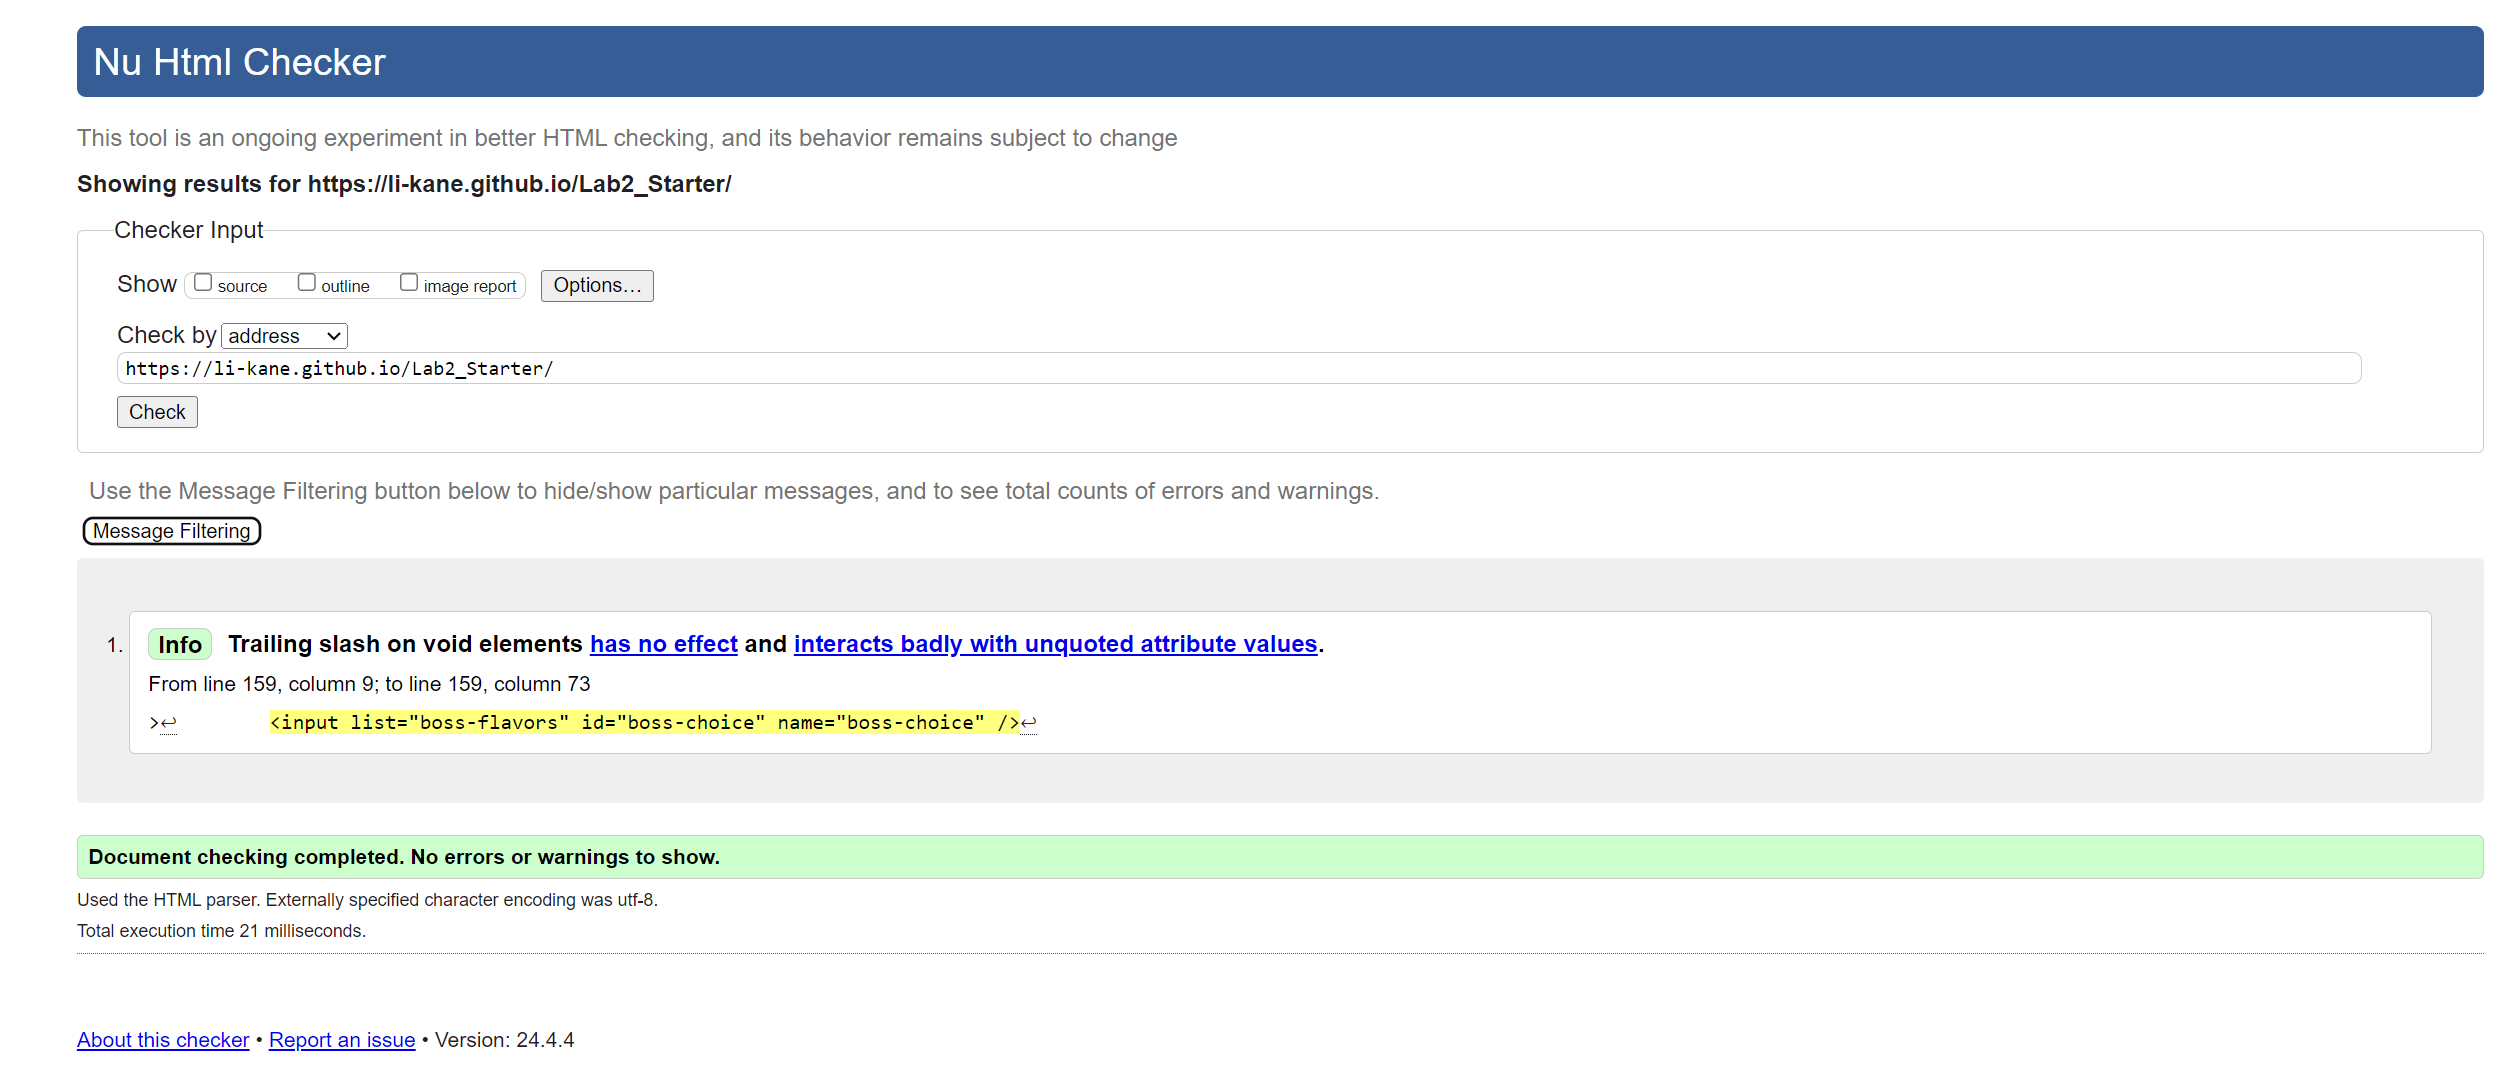 Nu Html Checker
This tool is an ongoing experiment in better HTML checking, and its behavior remains subject to change
Showing results for https://li-kane.github.io/Lab2_Starter/
Checker Input
Show source outline image report Options...
Check by address
https://li-kane.github.io/Lab2_Starter/
Check
Use the Message Filtering button below to hide/show particular messages, and to see total counts of errors and warnings.
Message Filtering
1. Info Trailing slash on void elements has no effect and interacts badly with unquoted attribute values.
From line 159, column 9; to line 159, column 73
>↩ <input list="boss-flavors" id="boss-choice" name="boss-choice" />↩
Document checking completed. No errors or warnings to show.
Used the HTML parser. Externally specified character encoding was utf-8.
Total execution time 21 milliseconds.
About this checker • Report an issue • Version: 24.4.4